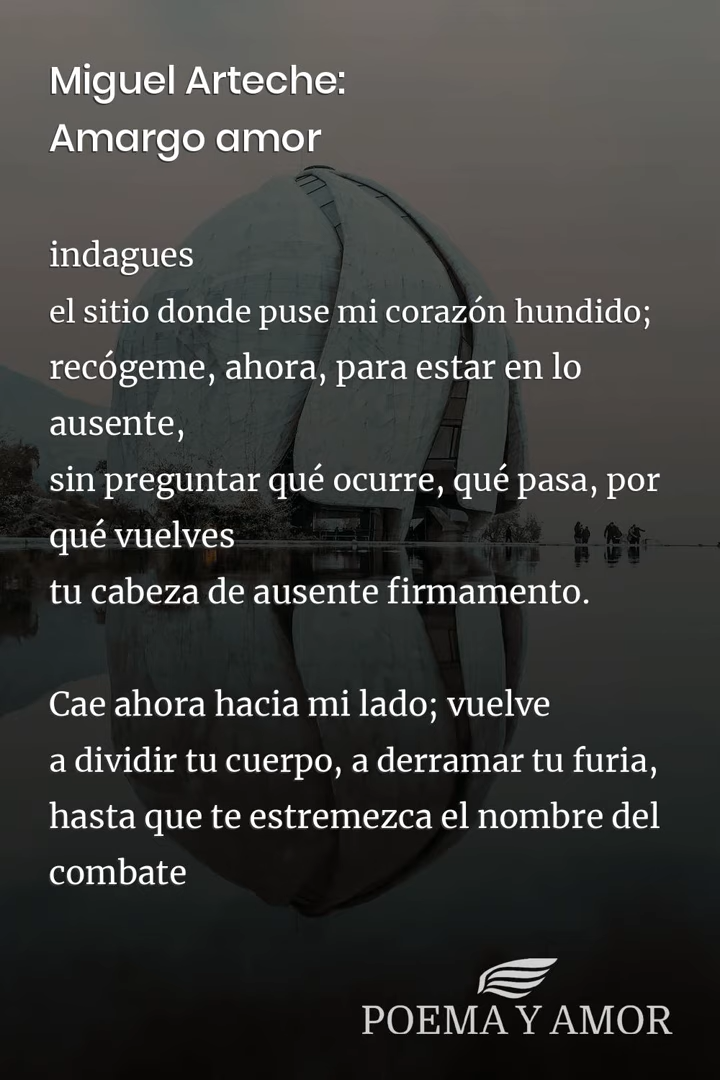 Miguel Arteche:
Amargo amor
indagues
el sitio donde puse mi corazón hundido;
recógeme, ahora, para estar en lo
ausente,
sin preguntar qué ocurre, qué pasa, por
qué vuelves
tu cabeza de ausente firmamento.
Cae ahora hacia mi lado; vuelve
a dividir tu cuerpo, a derramar tu furia,
hasta que te estremezca el nombre del
combate
POEMA Y AMOR